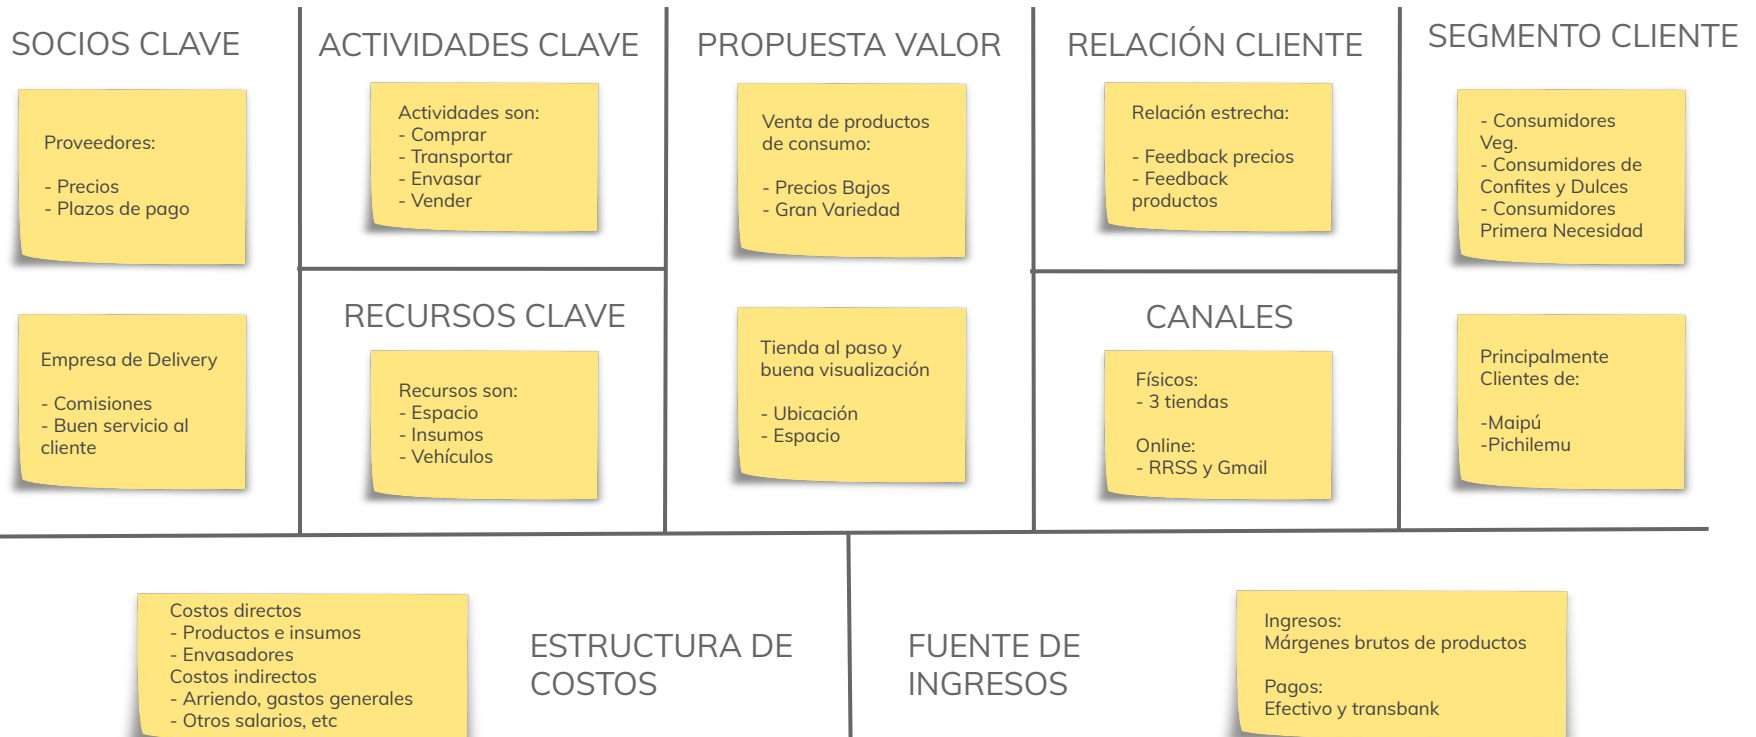 SOCIOS CLAVE
Proveedores:
- Precios
- Plazos de pago
Empresa de Delivery
- Comisiones
- Buen servicio al
cliente
ACTIVIDADES CLAVE
Actividades son:
- Comprar
- Transportar
- Envasar
- Vender
RECURSOS CLAVE
Recursos son:
- Espacio
- Insumos
- Vehículos
PROPUESTA VALOR
Venta de productos
de consumo:
- Precios Bajos
- Gran Variedad
Tienda al paso y
buena visualización
- Ubicación
- Espacio
RELACIÓN CLIENTE
Relación estrecha:
- Feedback precios
- Feedback
productos
CANALES
Físicos:
- 3 tiendas
Online:
- RRSS y Gmail
SEGMENTO CLIENTE
- Consumidores
Veg.
- Consumidores de
Confites y Dulces
- Consumidores
Primera Necesidad
Principalmente
Clientes de:
-Maipú
-Pichilemu
Costos directos
- Productos e insumos
- Envasadores
Costos indirectos
- Arriendo, gastos generales
- Otros salarios, etc
ESTRUCTURA DE
COSTOS
FUENTE DE
INGRESOS
Ingresos:
Márgenes brutos de productos
Pagos:
Efectivo y transbank